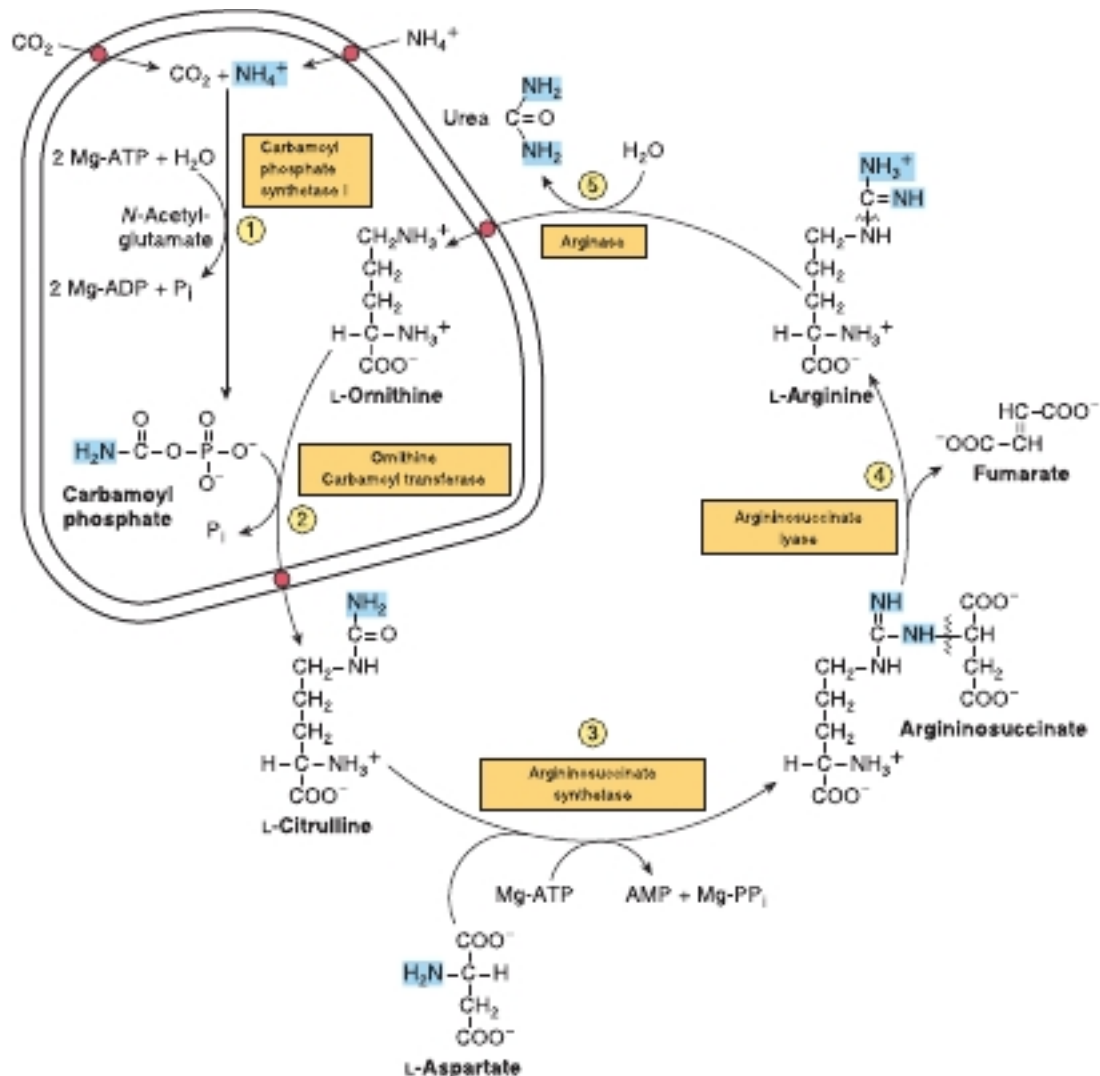 CO₂
NH₄⁺
CO₂ + NH₄⁺
2 Mg-ATP + H₂O
Carbamoyl
phosphate
synthetase I
N-Acetyl-
glutamate
1
2 Mg-ADP + Pi
CH₂NH₃⁺
CH₂
CH₂
H–C–NH₃⁺
COO⁻
L-Ornithine
O O
H₂N–C–O–P–O⁻
O⁻
Carbamoyl
phosphate
Ornithine
Carbamoyl transferase
Pi
2
NH₂
Urea C=O
NH₂
H₂O
5
Arginase
NH₃⁺
C=NH
CH₂–NH
CH₂
CH₂
H–C–NH₃⁺
COO⁻
L-Arginine
HC–COO⁻
⁻OOC–CH
Fumarate
4
Argininosuccinate
lyase
NH₂
C=O
CH₂–NH
CH₂
CH₂
H–C–NH₃⁺
COO⁻
L-Citrulline
3
Argininosuccinate
synthetase
NH COO⁻
C–NH–CH
CH₂–NH CH₂
CH₂ COO⁻
Argininosuccinate
CH₂
H–C–NH₃⁺
COO⁻
Mg-ATP AMP + Mg-PPi
COO⁻
H₂N–C–H
CH₂
COO⁻
L-Aspartate